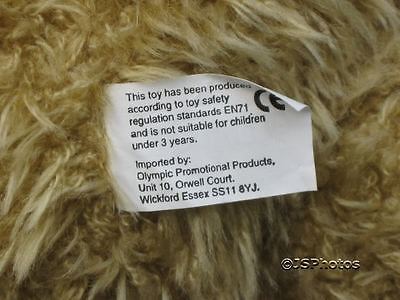 This toy has been produced
according to toy safety
regulation standards EN71 CE
and is not suitable for children
under 3 years.
Imported by:
Olympic Promotional Products,
Unit 10, Orwell Court.
Wickford Essex SS11 8YJ.
©JSPhotos